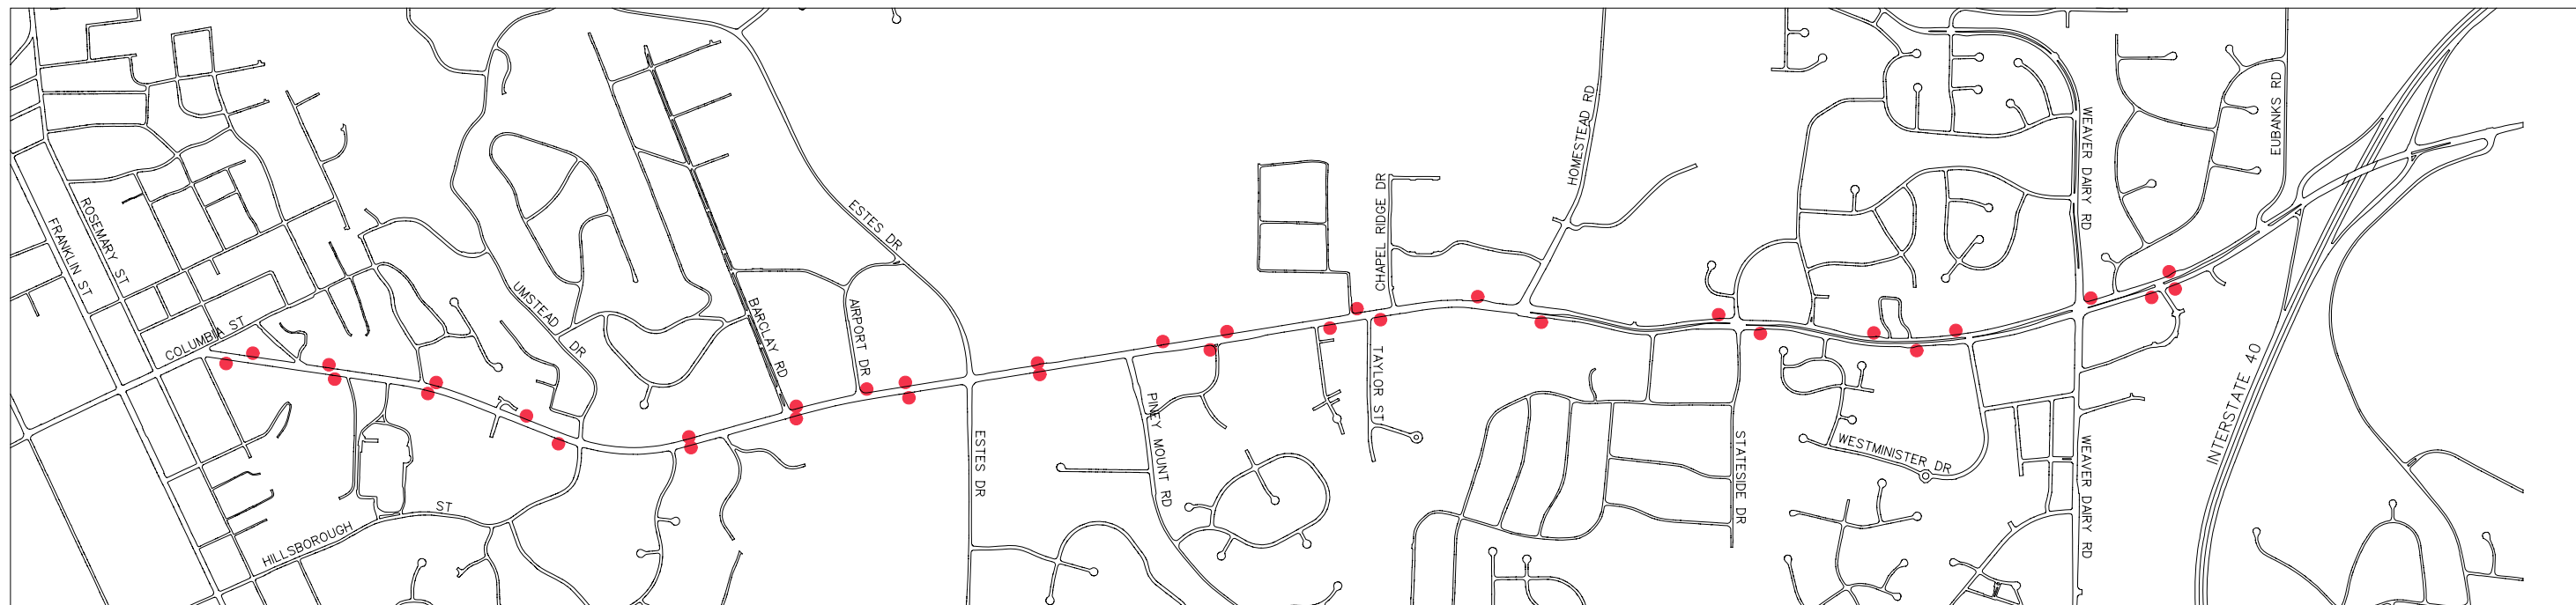 FRANKLIN ST
ROSEMARY ST
COLUMBIA ST
HILLSBOROUGH
ST
UMSTEAD
DR
BARCLAY RD
AIRPORT DR
ESTES DR
ESTES DR
PINEY MOUNT RD
CHAPEL RIDGE DR
TAYLOR ST
HOMESTEAD RD
STATESIDE DR
WESTMINISTER DR
WEAVER DAIRY RD
WEAVER DAIRY RD
EUBANKS RD
INTERSTATE 40